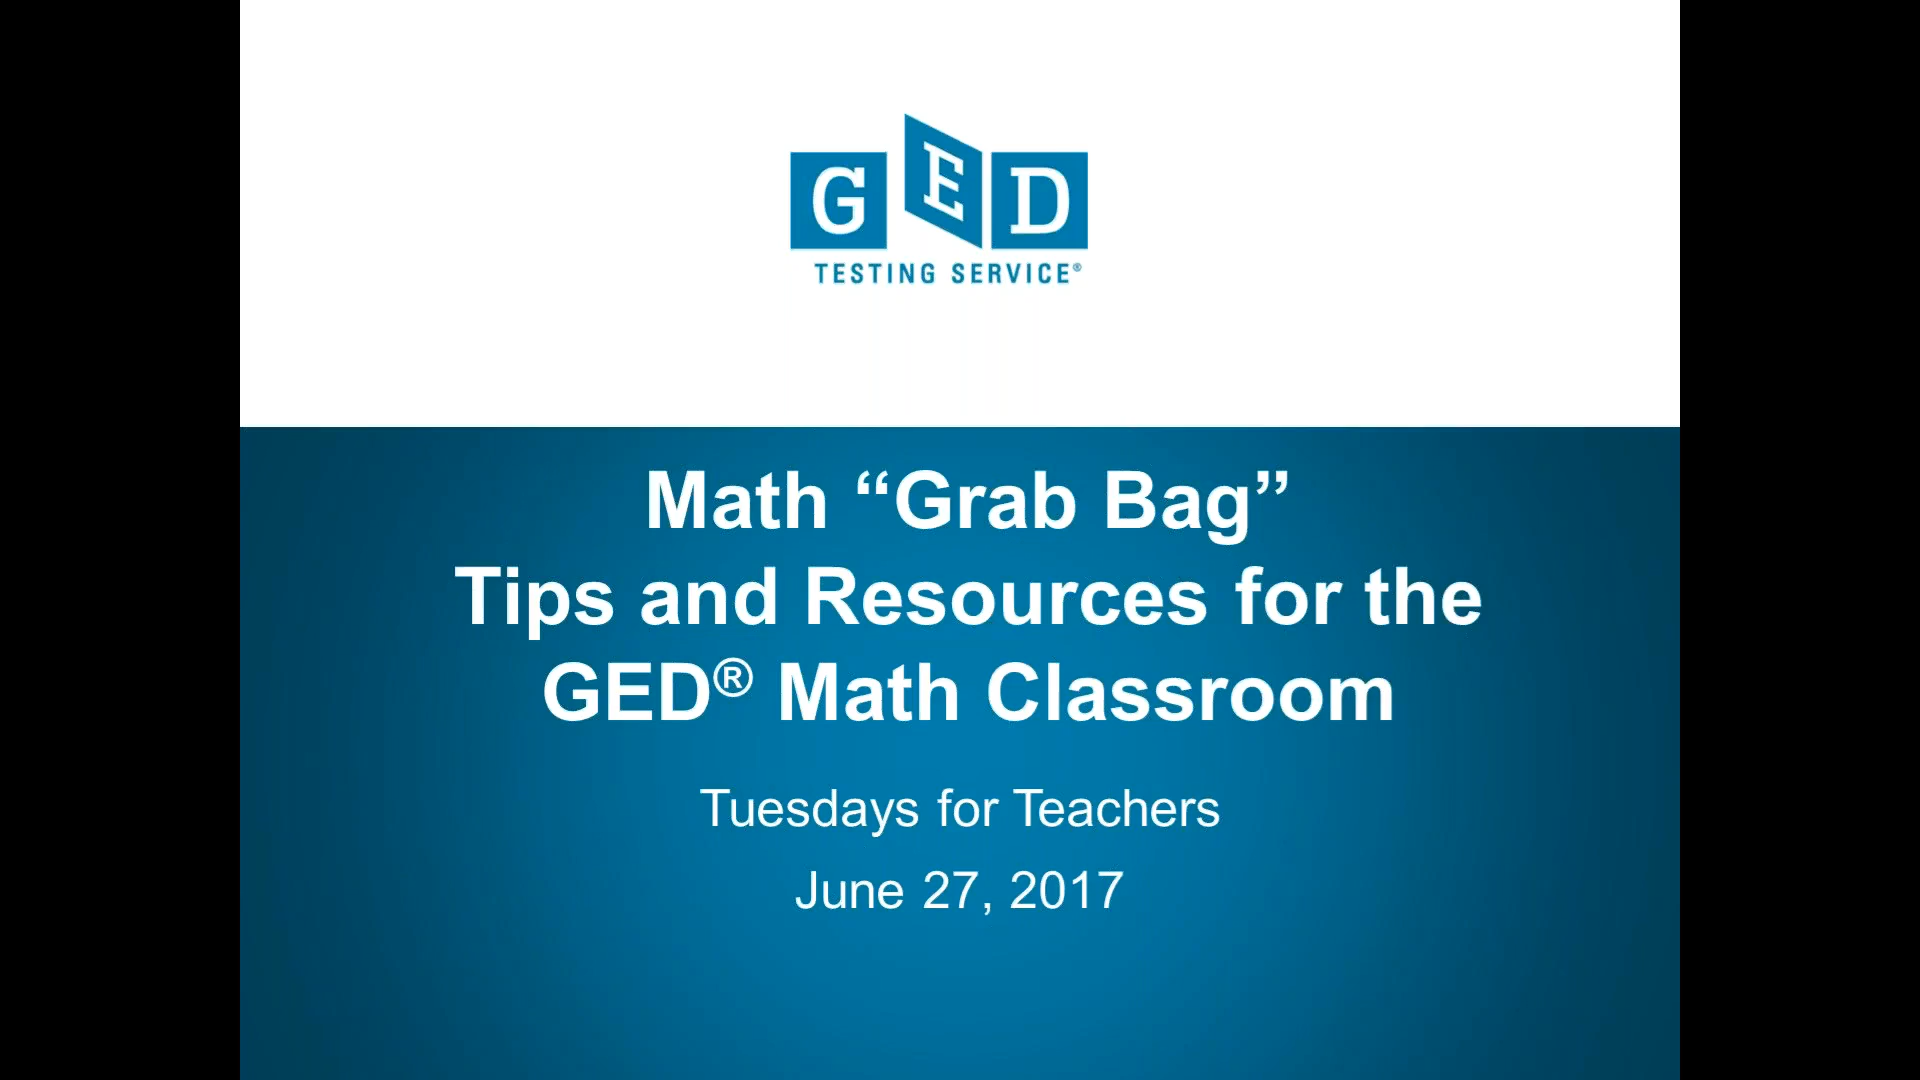 GED
TESTING SERVICE®
Math “Grab Bag”
Tips and Resources for the
GED® Math Classroom
Tuesdays for Teachers
June 27, 2017